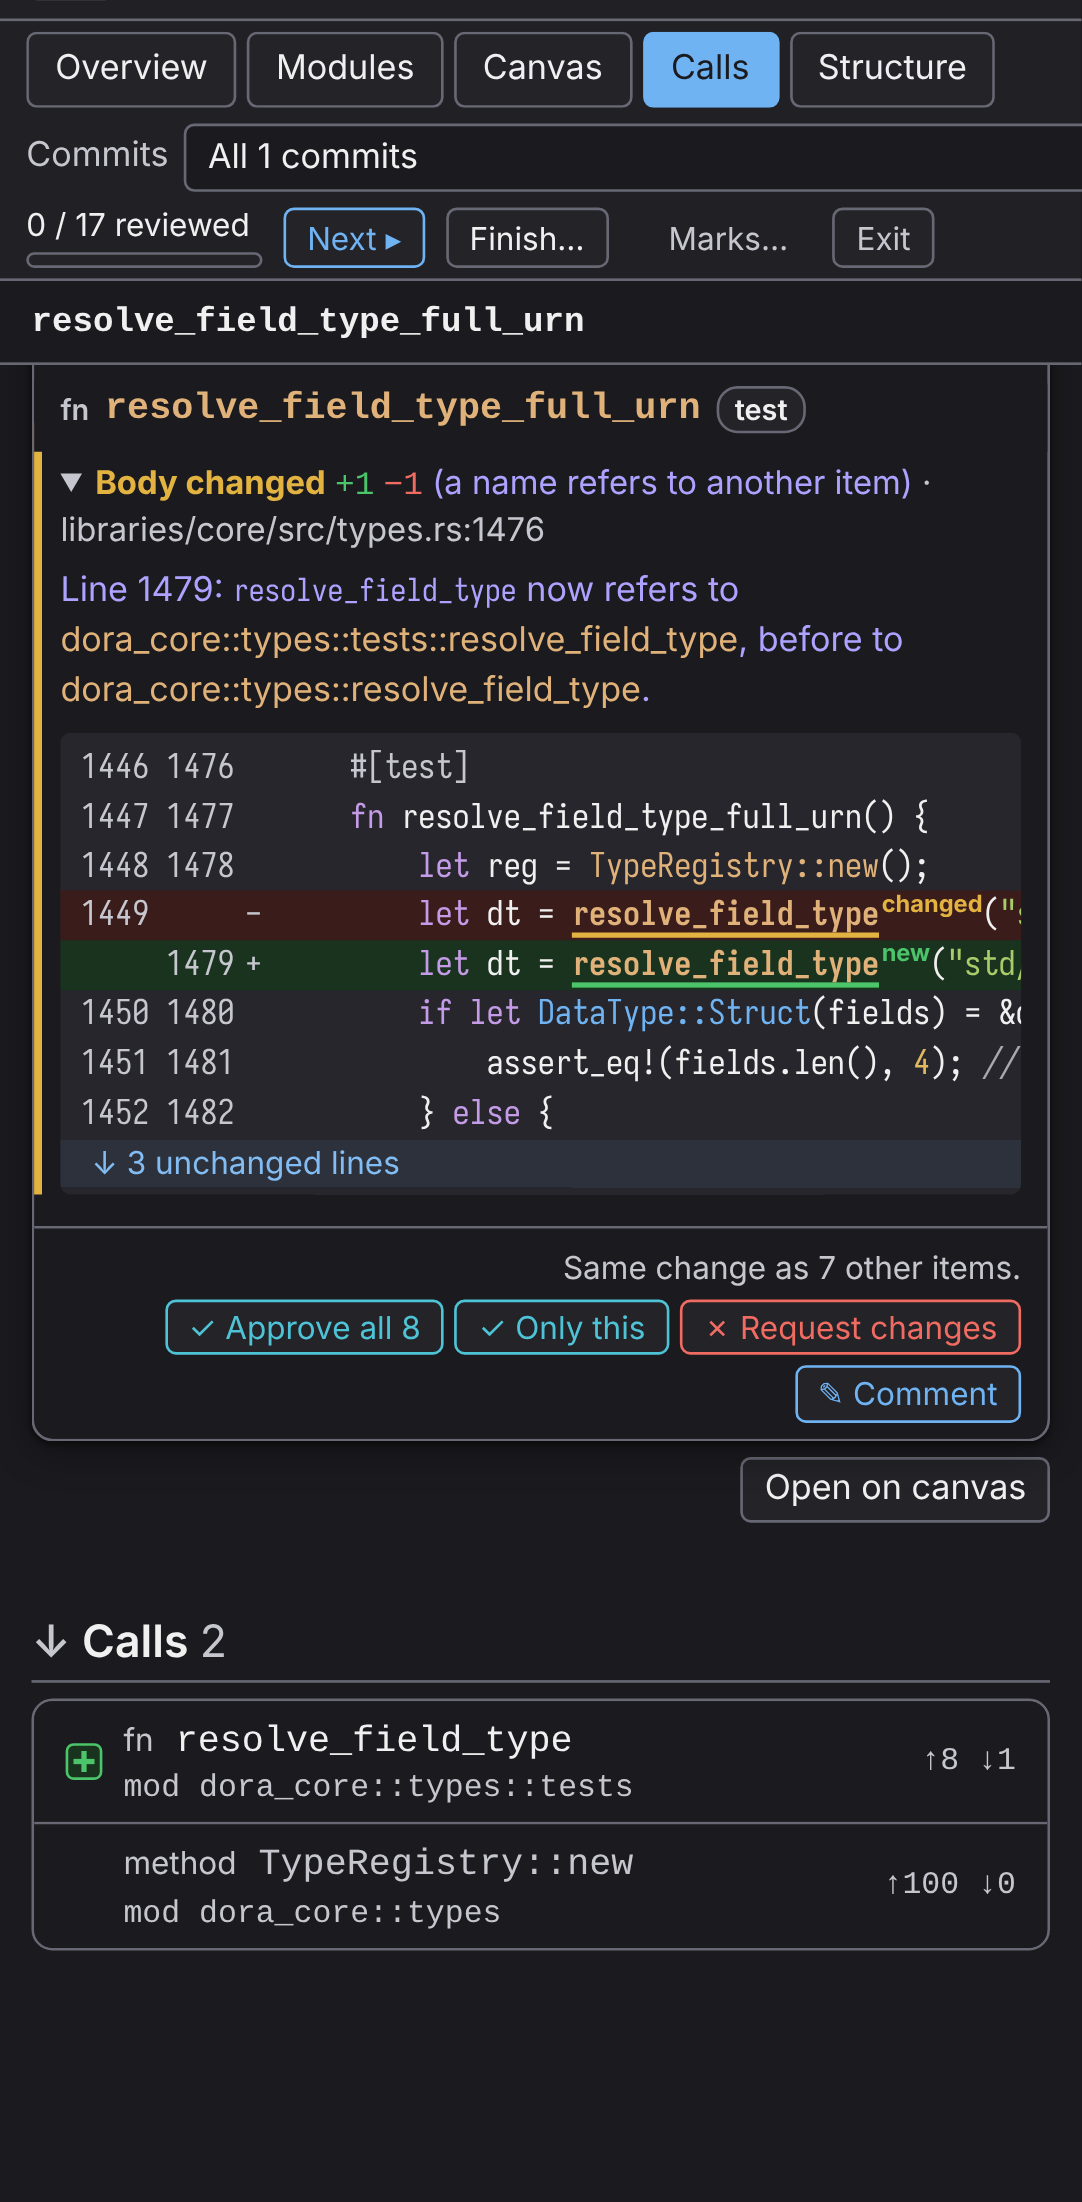 Overview Modules Canvas Calls Structure
Commits All 1 commits
0 / 17 reviewed Next ▸ Finish... Marks... Exit
resolve_field_type_full_urn
fn resolve_field_type_full_urn test
▼ Body changed +1 −1 (a name refers to another item) ·
libraries/core/src/types.rs:1476
Line 1479: resolve_field_type now refers to
dora_core::types::tests::resolve_field_type, before to
dora_core::types::resolve_field_type.
1446 1476 #[test]
1447 1477 fn resolve_field_type_full_urn() {
1448 1478 let reg = TypeRegistry::new();
1449 − let dt = resolve_field_type changed ("s
1479 + let dt = resolve_field_type new ("std/
1450 1480 if let DataType::Struct(fields) = &d
1451 1481 assert_eq!(fields.len(), 4); //
1452 1482 } else {
↓ 3 unchanged lines
Same change as 7 other items.
✓ Approve all 8 ✓ Only this × Request changes
✎ Comment
Open on canvas
↓ Calls 2
fn resolve_field_type
mod dora_core::types::tests
↑8 ↓1
method TypeRegistry::new
mod dora_core::types
↑100 ↓0